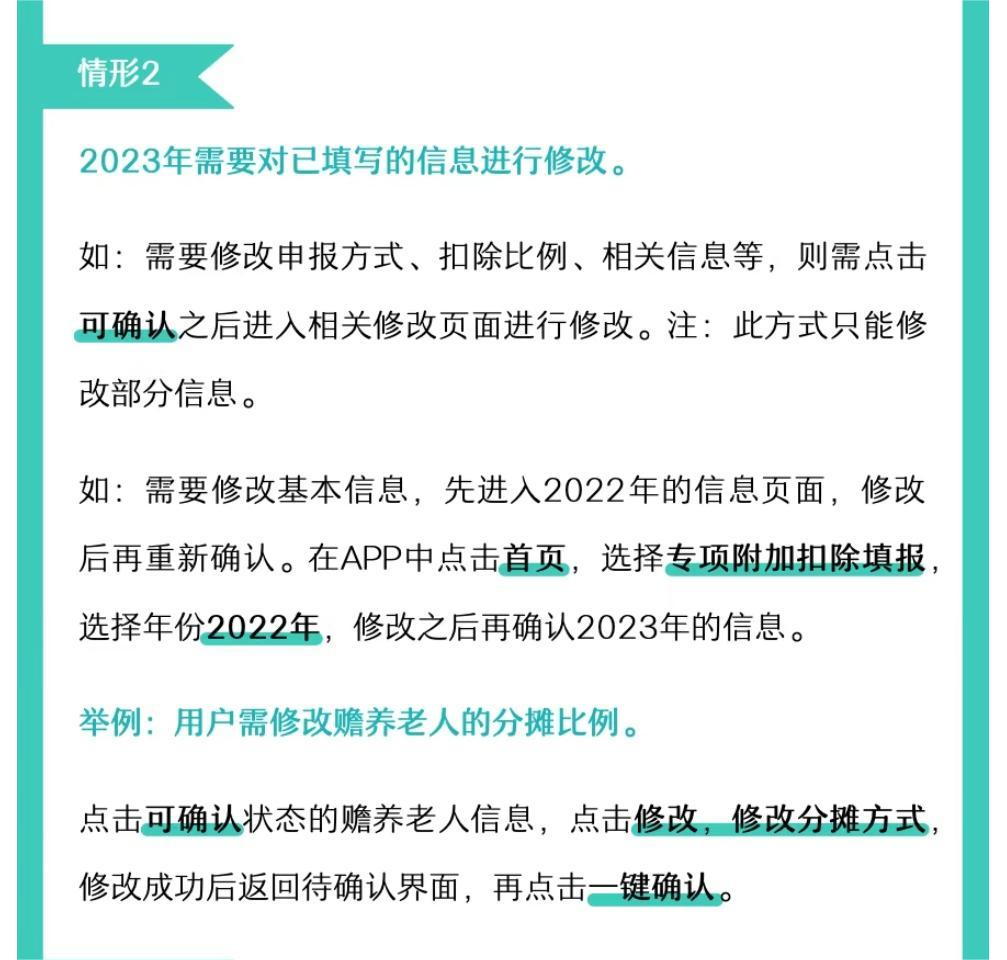 情形2
2023年需要对已填写的信息进行修改。
如：需要修改申报方式、扣除比例、相关信息等，则需点击
可确认之后进入相关修改页面进行修改。注：此方式只能修
改部分信息。
如：需要修改基本信息，先进入2022年的信息页面，修改
后再重新确认。在APP中点击首页，选择专项附加扣除填报，
选择年份2022年，修改之后再确认2023年的信息。
举例：用户需修改赡养老人的分摊比例。
点击可确认状态的赡养老人信息，点击修改，修改分摊方式，
修改成功后返回待确认界面，再点击一键确认。